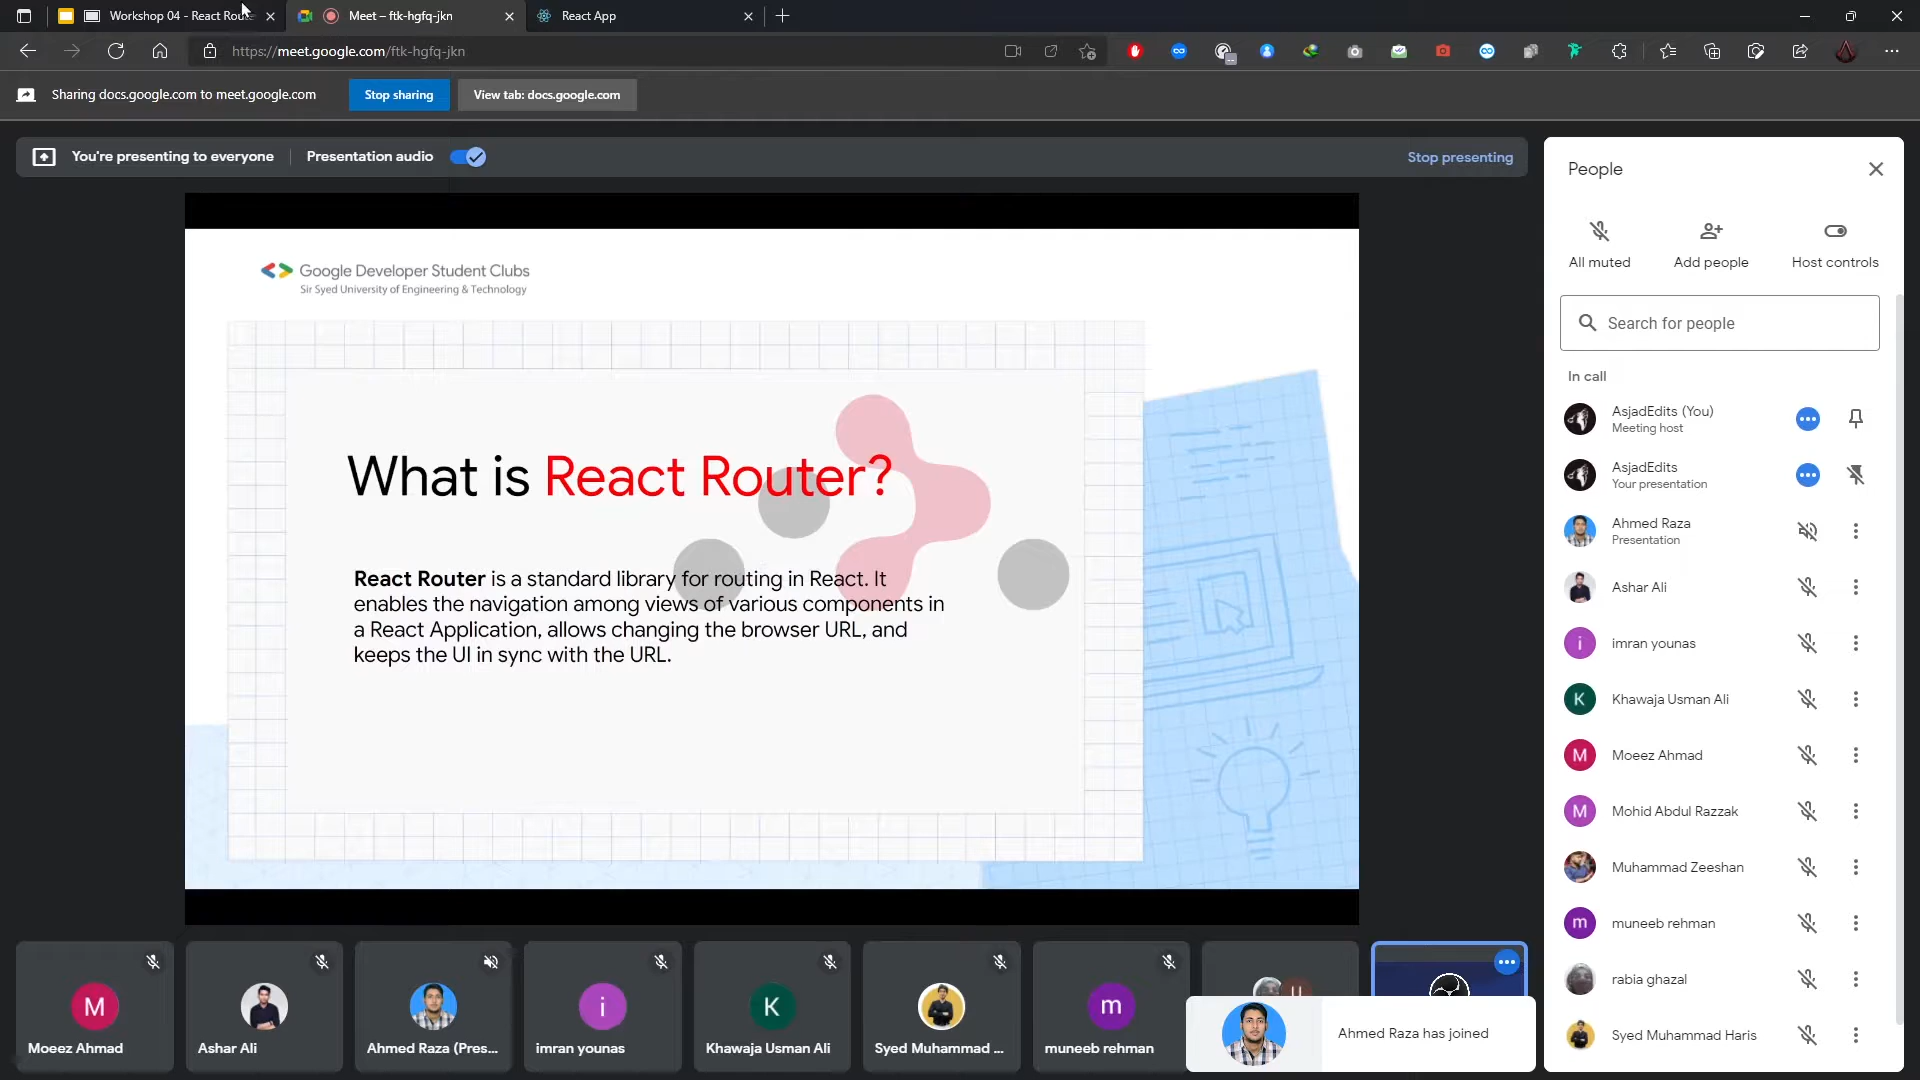 Workshop 04 - React Route
Meet – ftk-hgfq-jkn
React App
https://meet.google.com/ftk-hgfq-jkn
Sharing docs.google.com to meet.google.com
Stop sharing
View tab: docs.google.com
You're presenting to everyone
Presentation audio
Stop presenting
Google Developer Student Clubs
Sir Syed University of Engineering & Technology
What is React Router?
React Router is a standard library for routing in React. It
enables the navigation among views of various components in
a React Application, allows changing the browser URL, and
keeps the UI in sync with the URL.
People
All muted
Add people
Host controls
Search for people
In call
AsjadEdits (You)
Meeting host
AsjadEdits
Your presentation
Ahmed Raza
Presentation
Ashar Ali
i
imran younas
K
Khawaja Usman Ali
M
Moeez Ahmad
M
Mohid Abdul Razzak
Muhammad Zeeshan
m
muneeb rehman
rabia ghazal
Syed Muhammad Haris
M
Moeez Ahmad
Ashar Ali
Ahmed Raza (Pres...
i
imran younas
K
Khawaja Usman Ali
Syed Muhammad ...
m
muneeb rehman
Ahmed Raza has joined